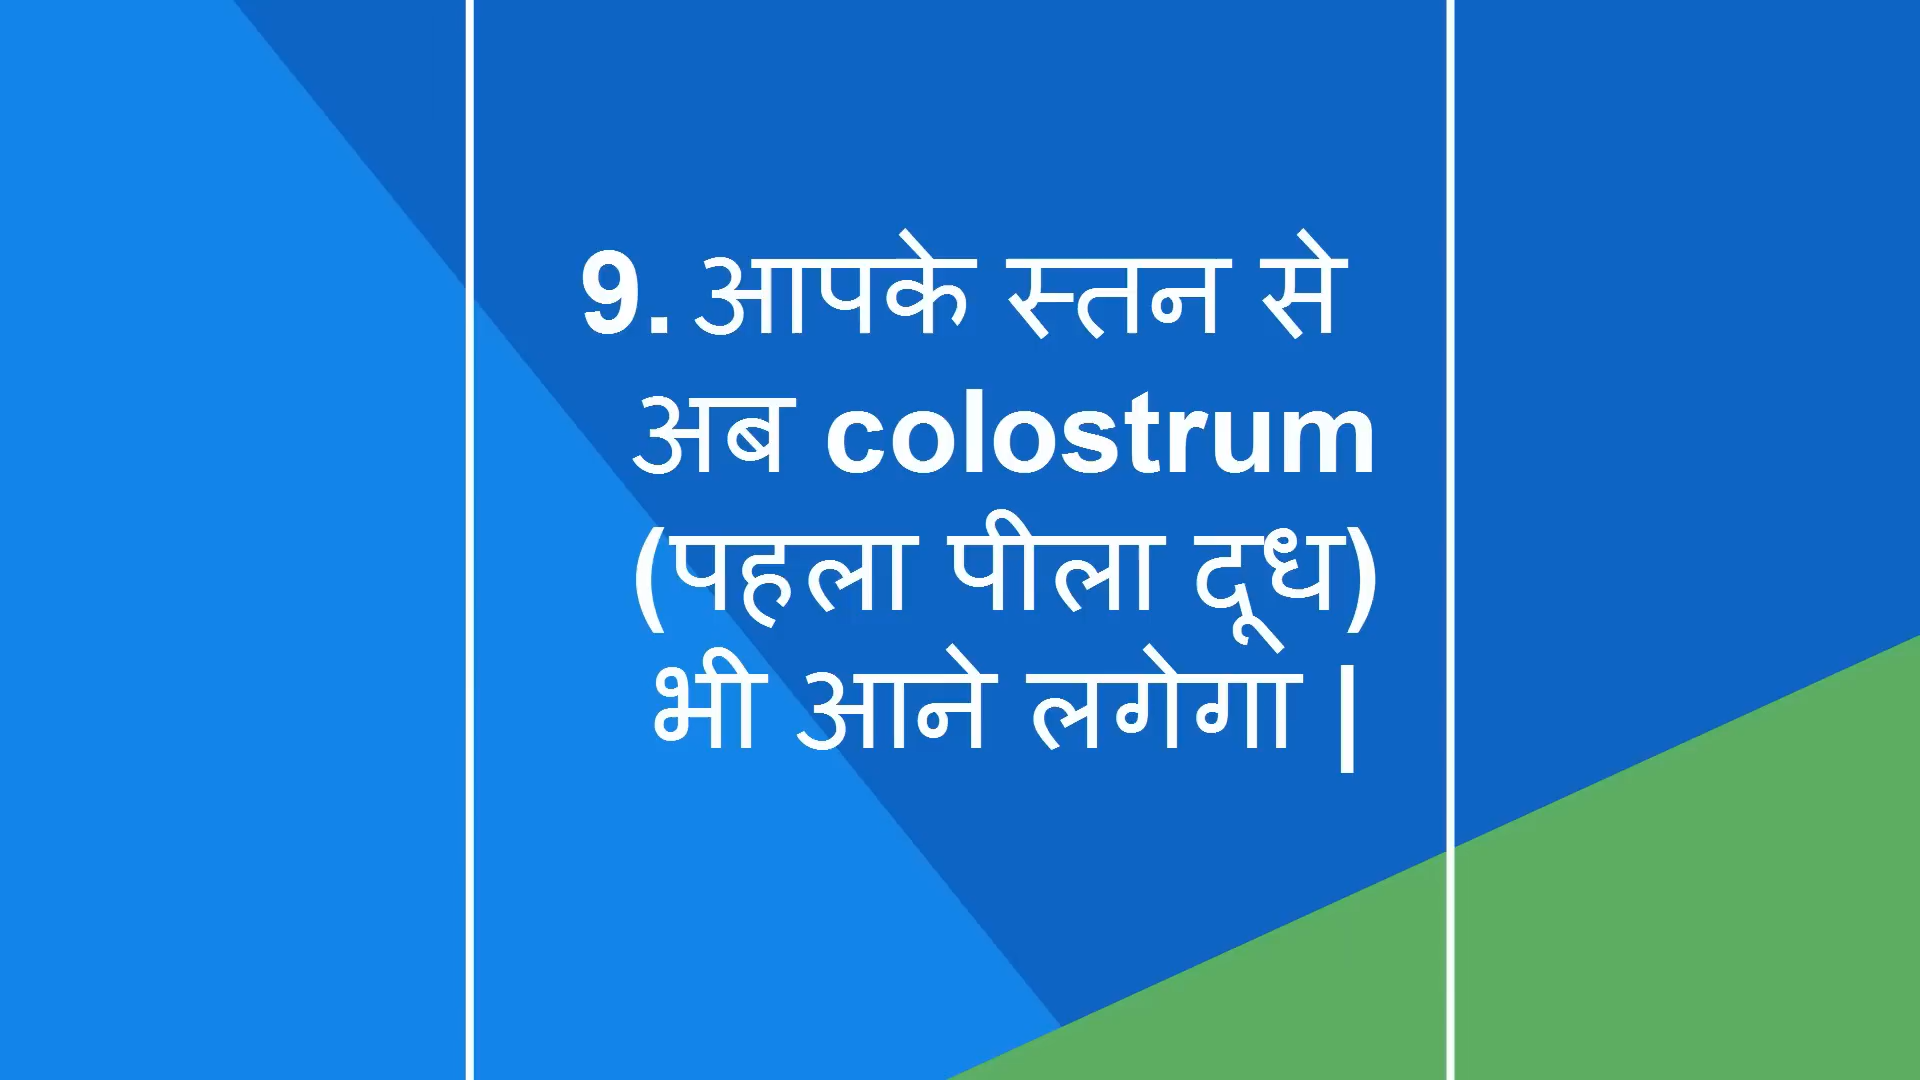 9. आपके स्तन से
अब colostrum
(पहला पीला दूध)
भी आने लगेगा |